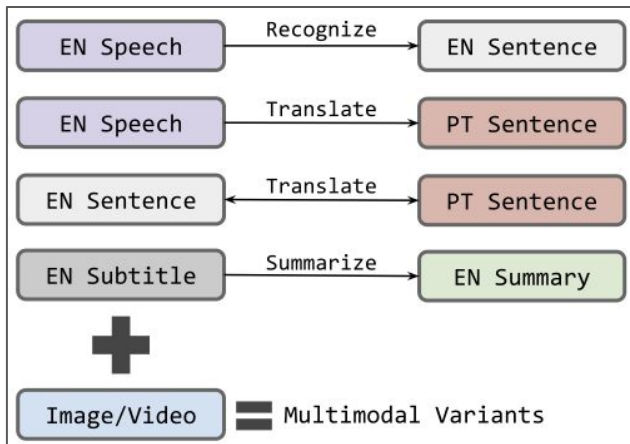 EN Speech Recognize EN Sentence
EN Speech Translate PT Sentence
EN Sentence Translate PT Sentence
EN Subtitle Summarize EN Summary
Image/Video Multimodal Variants